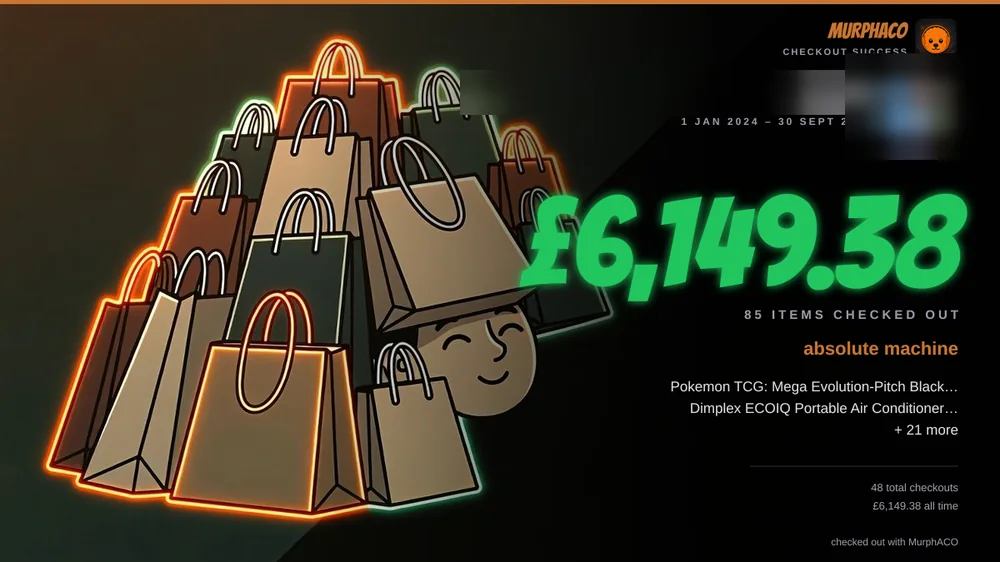 MURPHACO
CHECKOUT SUCCESS
1 JAN 2024 – 30 SEPT
£6,149.38
85 ITEMS CHECKED OUT
absolute machine
Pokemon TCG: Mega Evolution-Pitch Black…
Dimplex ECOIQ Portable Air Conditioner…
+ 21 more
48 total checkouts
£6,149.38 all time
checked out with MurphACO